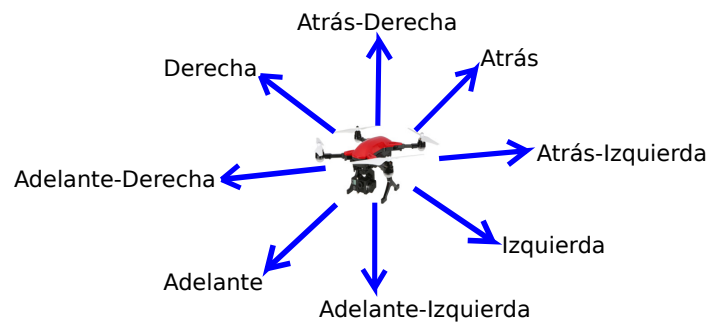 Atrás-Derecha
Atrás
Derecha
Atrás-Izquierda
Adelante-Derecha
Izquierda
Adelante
Adelante-Izquierda